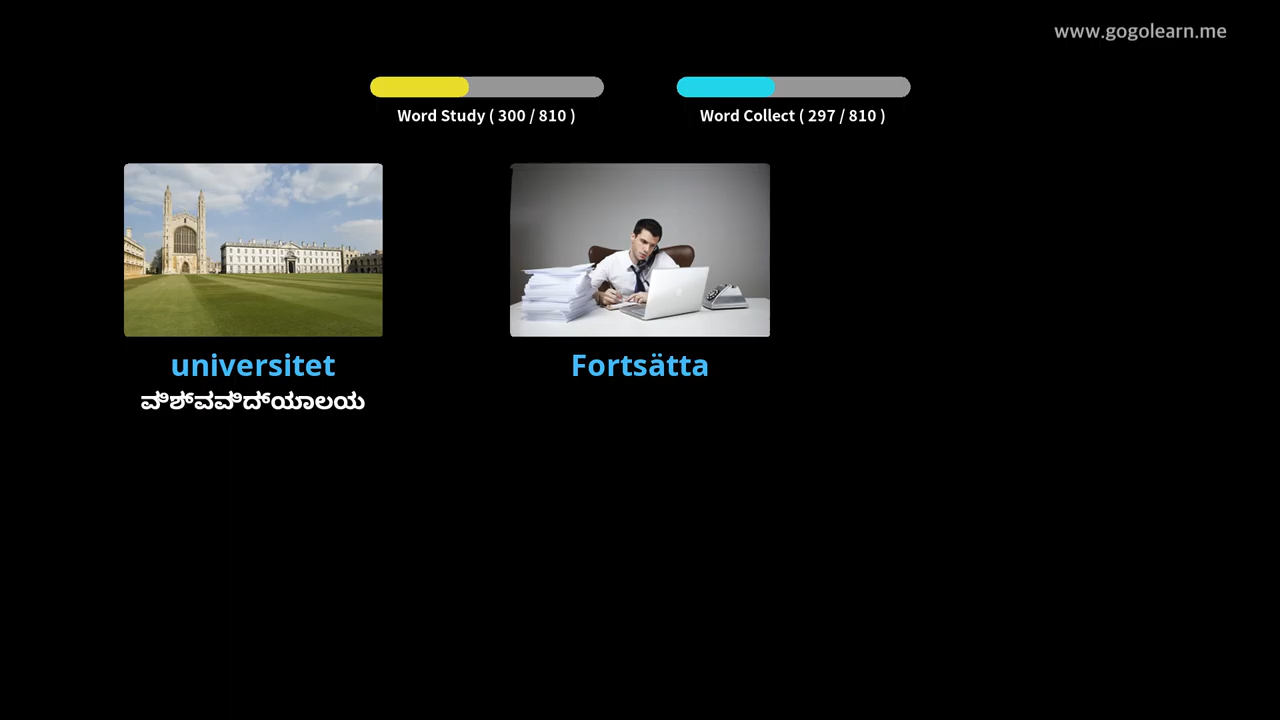 www.gogolearn.me
Word Study ( 300 / 810 )
Word Collect ( 297 / 810 )
universitet
Fortsätta
ವಿಶ್ವವಿದ್ಯಾಲಯ